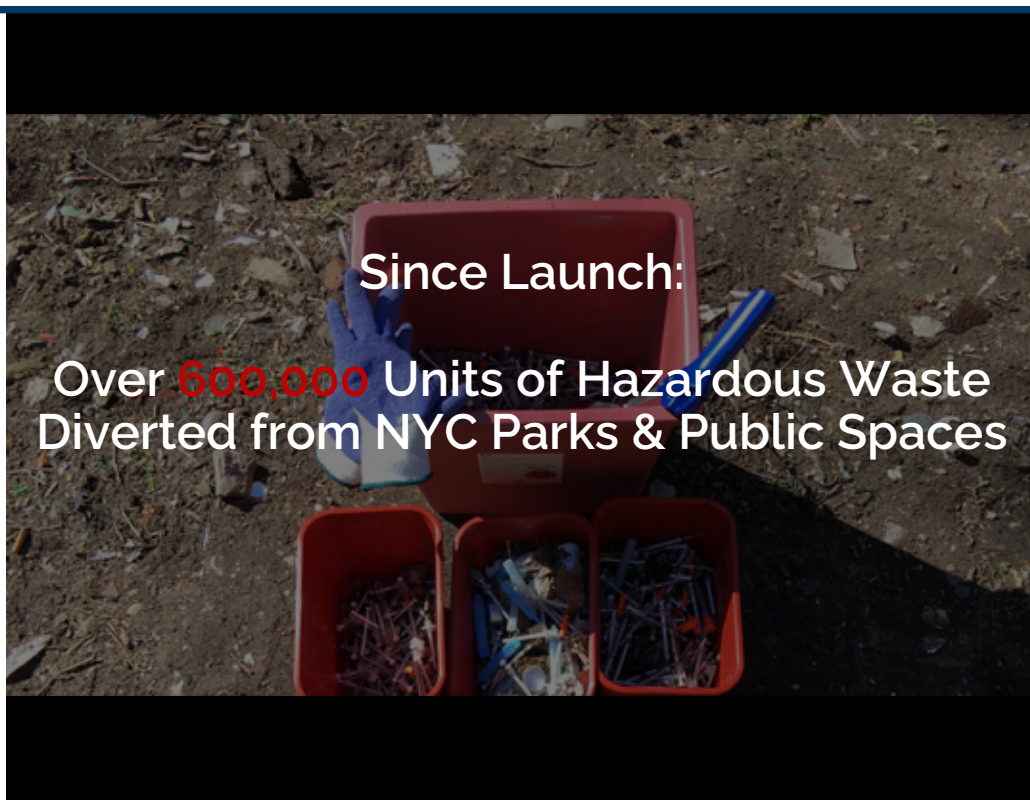 Since Launch:
Over 600,000 Units of Hazardous Waste
Diverted from NYC Parks & Public Spaces